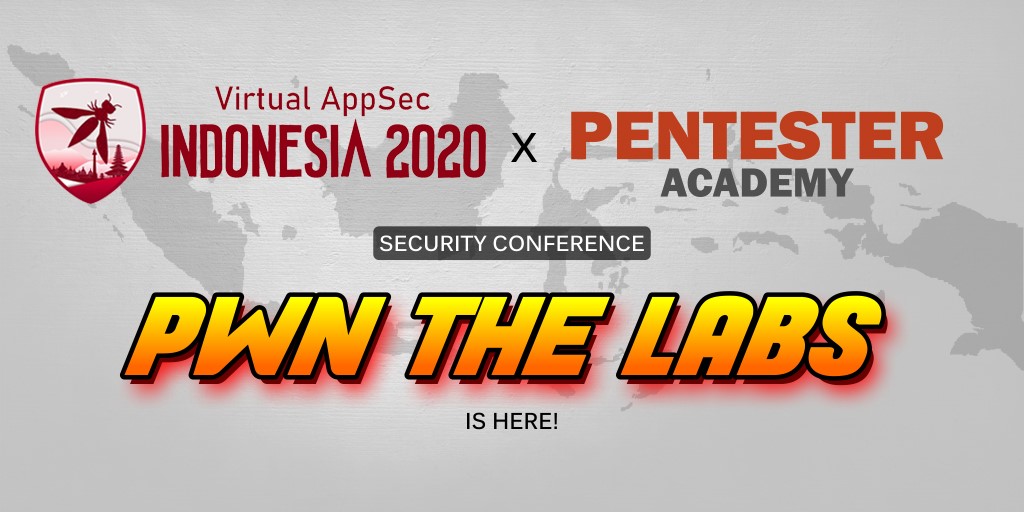 Virtual AppSec
INDONESIA 2020
X
PENTESTER
ACADEMY
SECURITY CONFERENCE
PWN THE LABS
IS HERE!